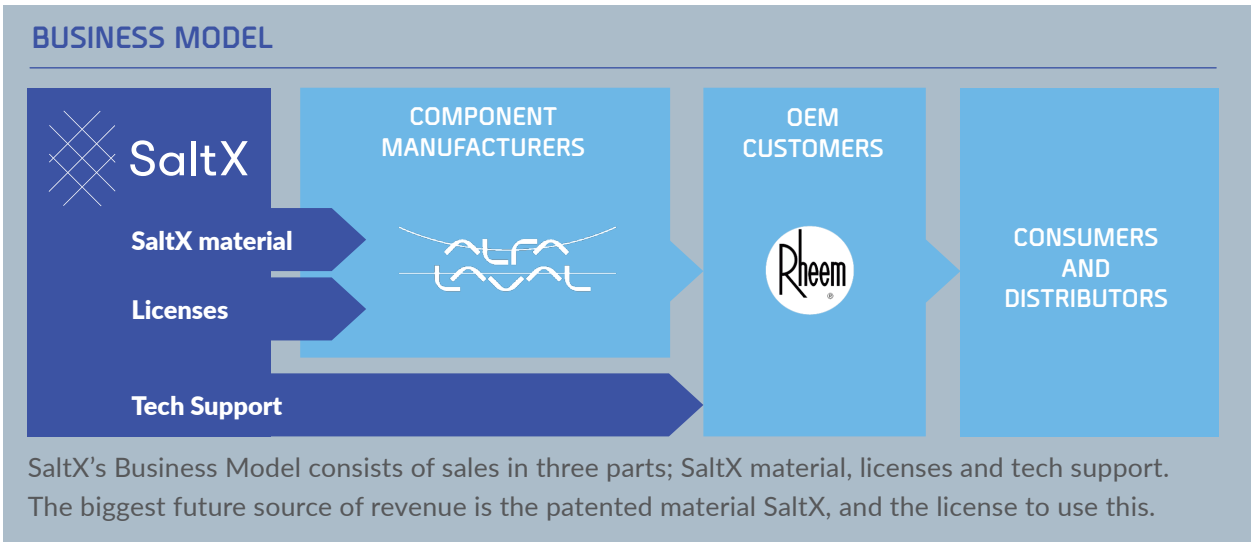 BUSINESS MODEL
SaltX
SaltX material
Licenses
Tech Support
COMPONENT
MANUFACTURERS
ALFA
LAVAL
OEM
CUSTOMERS
Rheem
®
CONSUMERS
AND
DISTRIBUTORS
SaltX's Business Model consists of sales in three parts; SaltX material, licenses and tech support.
The biggest future source of revenue is the patented material SaltX, and the license to use this.